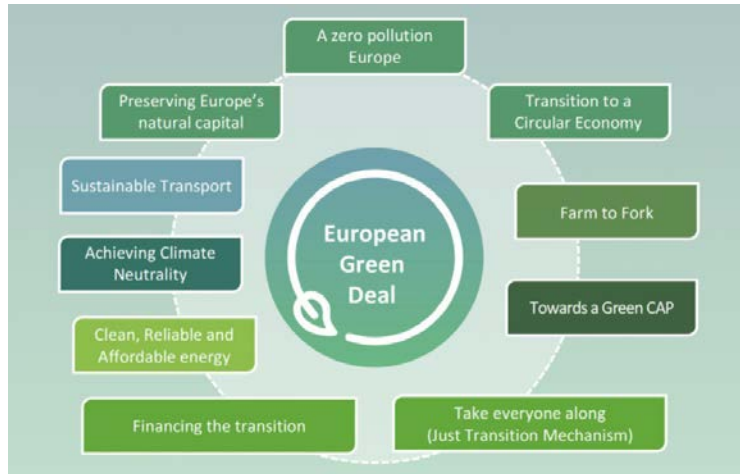 A zero pollution
Europe
Preserving Europe's
natural capital
Transition to a
Circular Economy
Sustainable Transport
Farm to Fork
European
Green
Deal
Achieving Climate
Neutrality
Towards a Green CAP
Clean, Reliable and
Affordable energy
Financing the transition
Take everyone along
(Just Transition Mechanism)